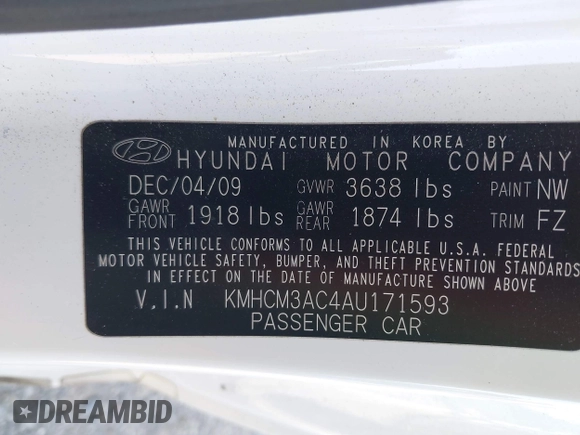 MANUFACTURED IN KOREA BY
HYUNDAI MOTOR COMPANY
DEC/04/09 GVWR 3638 lbs PAINT NW
GAWR FRONT 1918 lbs GAWR REAR 1874 lbs TRIM FZ
THIS VEHICLE CONFORMS TO ALL APPLICABLE U.S.A. FEDERAL
MOTOR VEHICLE SAFETY, BUMPER, AND THEFT PREVENTION STANDARDS
IN EFFECT ON THE DATE OF MANUFACTURE SHOWN ABOVE.
V.I.N KMHCM3AC4AU171593
PASSENGER CAR
DREAMBID